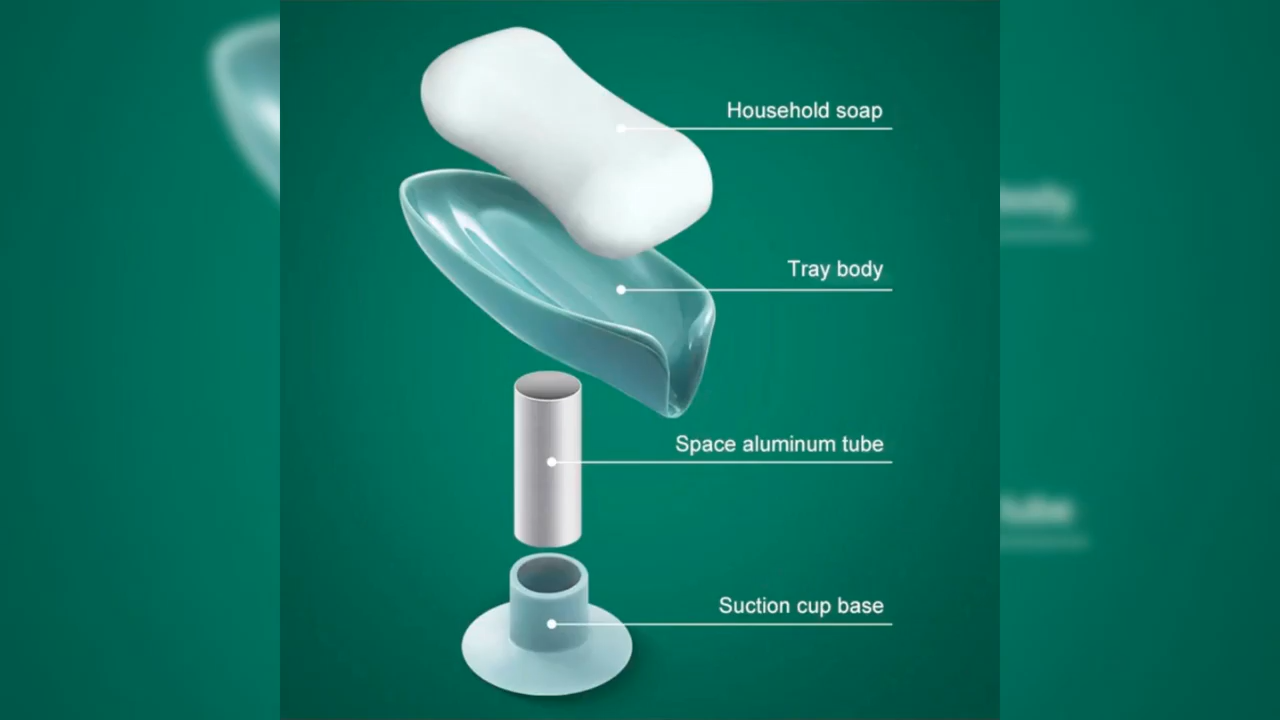 Household soap
Tray body
Space aluminum tube
Suction cup base